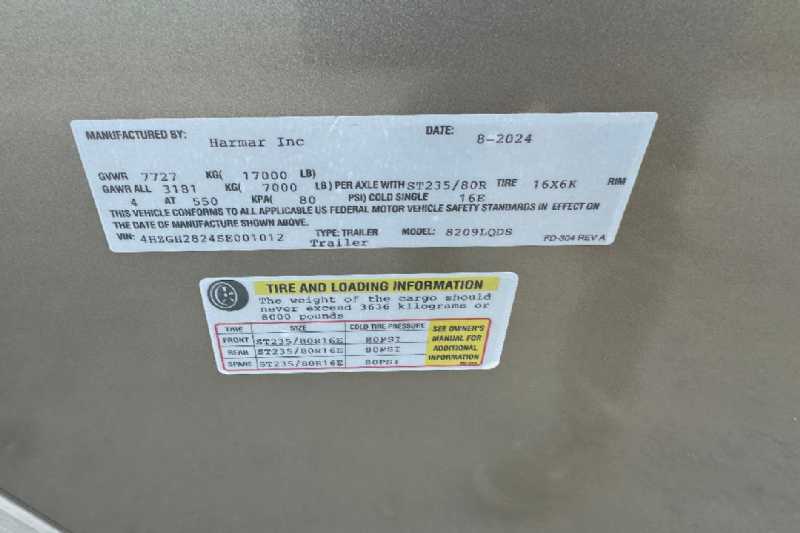 MANUFACTURED BY: Harmar Inc DATE: 8-2024
GVWR 7727 KG( 17000 LB)
GAWR ALL 3181 KG( 7000 LB) PER AXLE WITH ST235/80R TIRE 16X6K RIM
4 AT 550 KPA( 80 PSI) COLD SINGLE 16E
THIS VEHICLE CONFORMS TO ALL APPLICABLE US FEDERAL MOTOR VEHICLE SAFETY STANDARDS IN EFFECT ON
THE DATE OF MANUFACTURE SHOWN ABOVE.
VIN: TYPE: TRAILER MODEL: 8209LQDS
Trailer FD-304 REV A
TIRE AND LOADING INFORMATION
The weight of the cargo should
never exceed 3636 kilograms or
8000 pounds
TIRE SIZE COLD TIRE PRESSURE
FRONT ST235/80R16E 80PSI
REAR ST235/80R16E 80PSI
SPARE ST235/80R16E 80PSI
SEE OWNER'S
MANUAL FOR
ADDITIONAL
INFORMATION